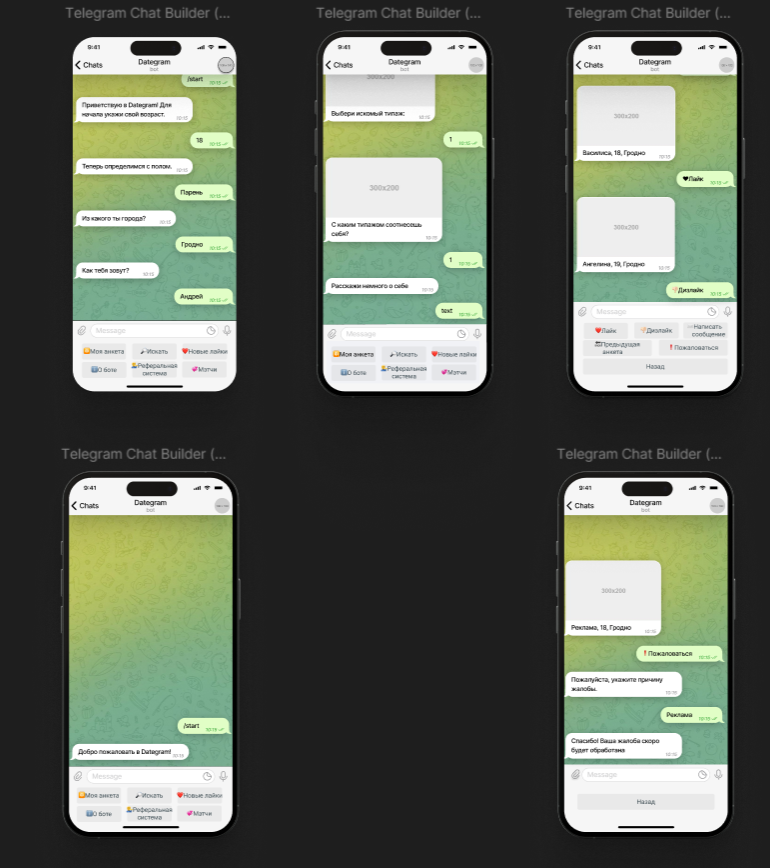 Telegram Chat Builder (...
9:41
Chats
Dategram
bot
/start
Приветствую в Dategram! Для
начала укажи свой возраст.
10:15
18
10:15
Теперь определимся с полом.
10:15
Парень
10:15
Из какого ты города?
10:15
Гродно
10:15
Как тебя зовут?
10:15
Андрей
10:15
Message
Моя анкета
Искать
Новые лайки
О боте
Реферальная
система
Мэтчи
Telegram Chat Builder (...
9:41
Chats
Dategram
bot
300x200
Выбери искомый типаж:
10:15
1
10:15
300x200
С каким типажом соотнесешь
себя?
10:15
1
10:15
Расскажи немного о себе
10:15
text
10:15
Message
Моя анкета
Искать
Новые лайки
О боте
Реферальная
система
Мэтчи
Telegram Chat Builder (...
9:41
Chats
Dategram
bot
300x200
Василиса, 18, Гродно
10:15
Лайк
10:15
300x200
Ангелина, 19, Гродно
10:15
Дизлайк
10:15
Message
Лайк
Дизлайк
Написать
сообщение
Предыдущая
анкета
Пожаловаться
Назад
Telegram Chat Builder (...
9:41
Chats
Dategram
bot
/start
10:15
Добро пожаловать в Dategram!
10:15
Message
Моя анкета
Искать
Новые лайки
О боте
Реферальная
система
Мэтчи
Telegram Chat Builder (...
9:41
Chats
Dategram
bot
300x200
Реклама, 18, Гродно
10:15
Пожаловаться
10:15
Пожалуйста, укажите причину
жалобы.
10:15
Реклама
10:15
Спасибо! Ваша жалоба скоро
будет обработана
10:15
Message
Назад